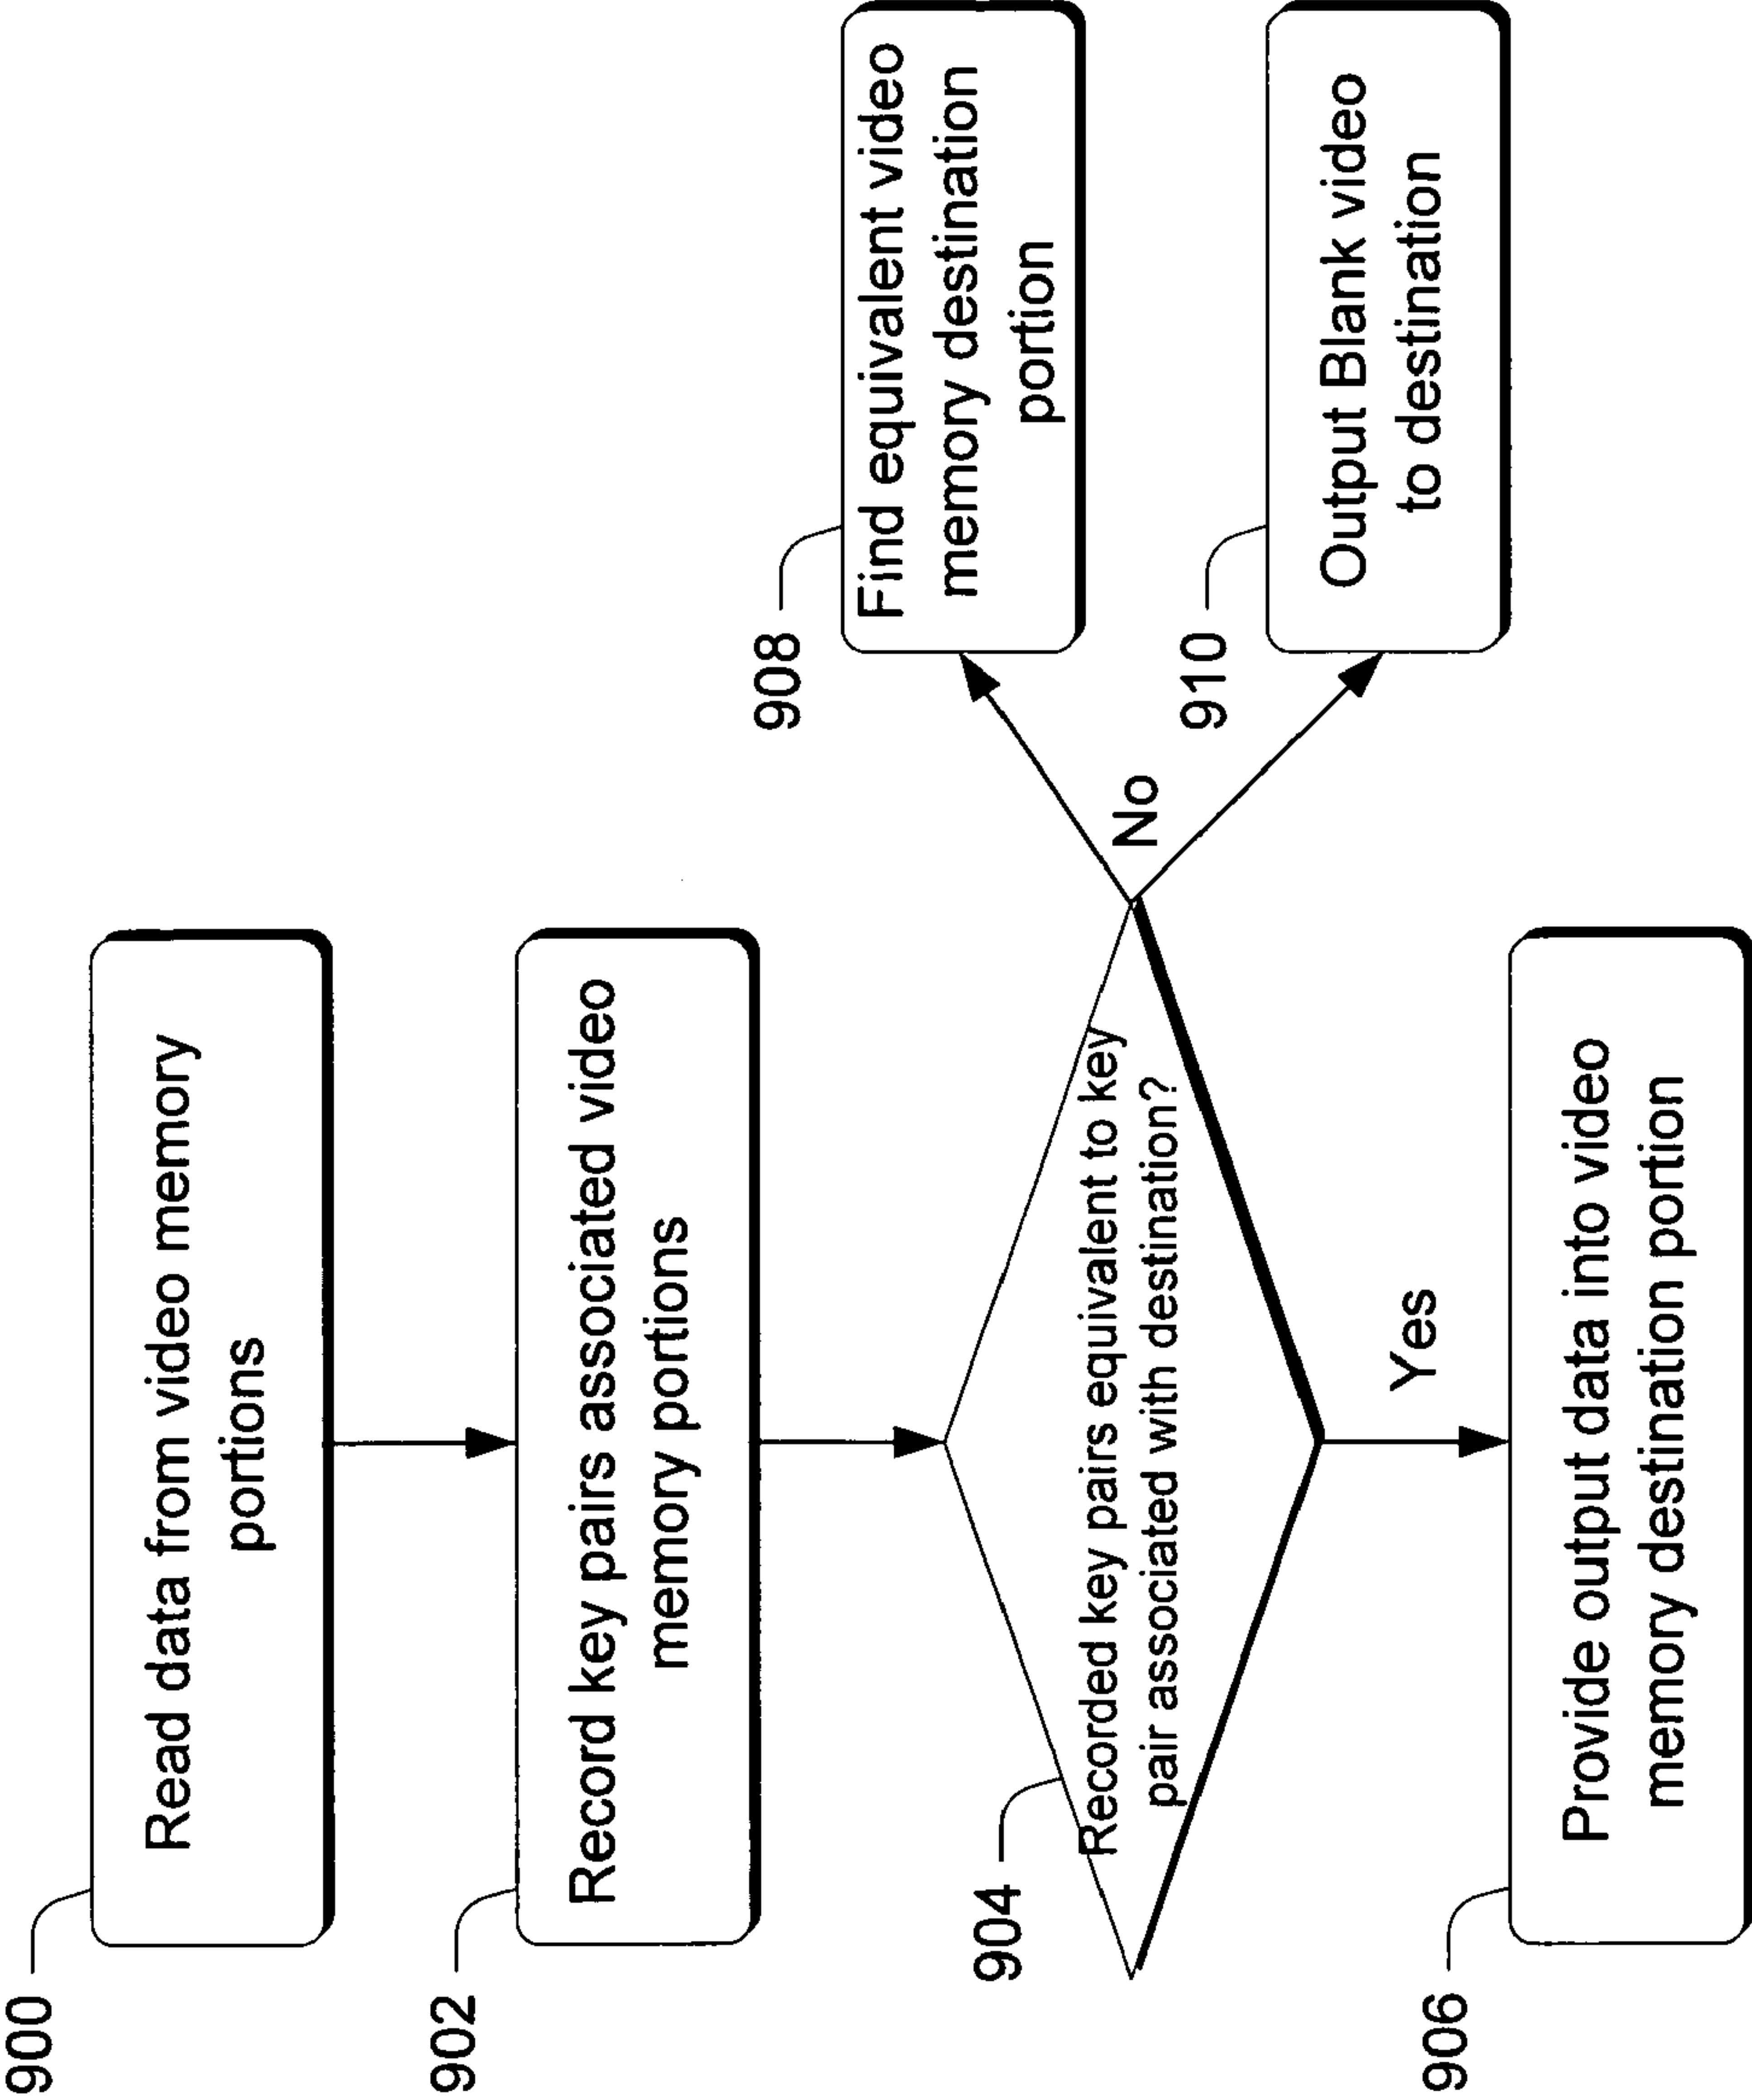 900
Read data from video memory
portions
902
Record key pairs associated video
memory portions
904
Recorded key pairs equivalent to key
pair associated with destination?
No
908
Find equivalent video
memory destination
portion
910
Output Blank video
to destination
Yes
906
Provide output data into video
memory destination portion